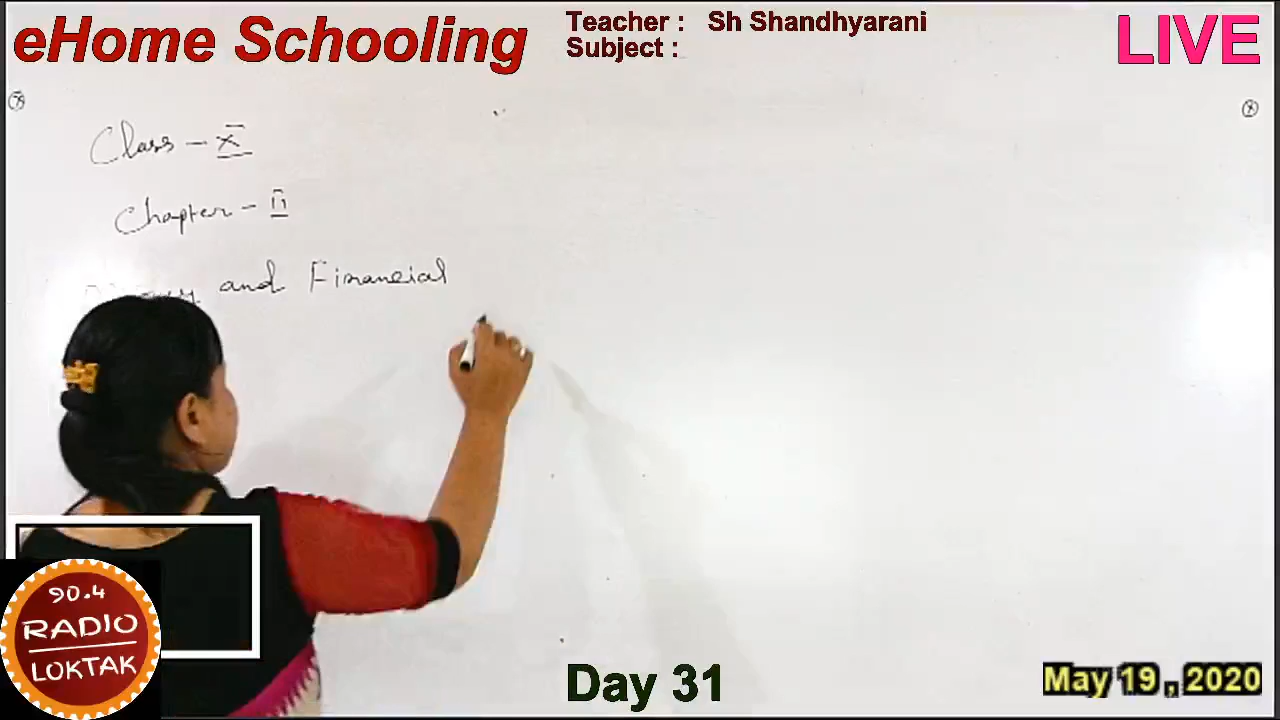 eHome Schooling
Teacher : Sh Shandhyarani
Subject :
LIVE
Class - X
Chapter - II
and Financial
90.4
RADIO
LOKTAK
Day 31
May 19 , 2020